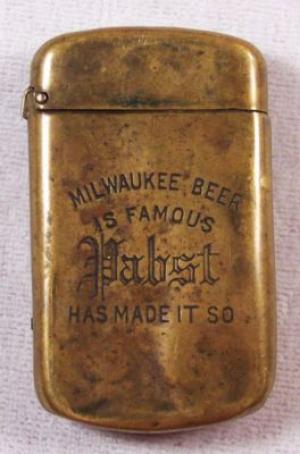 MILWAUKEE BEER
IS FAMOUS
Pabst
HAS MADE IT SO